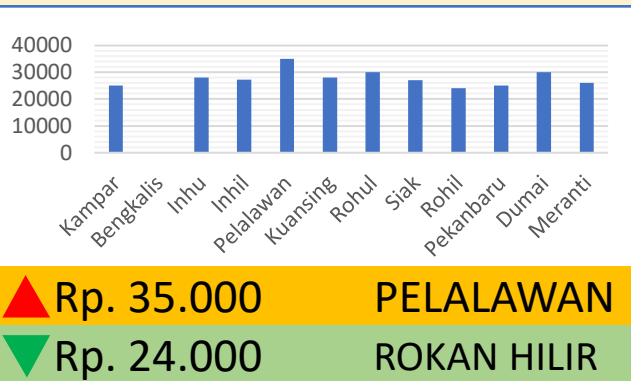 40000
30000
20000
10000
0
Kampar
Bengkalis
Inhu
Inhil
Pelalawan
Kuansing
Rohul
Siak
Rohil
Pekanbaru
Dumai
Meranti
Rp. 35.000 PELALAWAN
Rp. 24.000 ROKAN HILIR